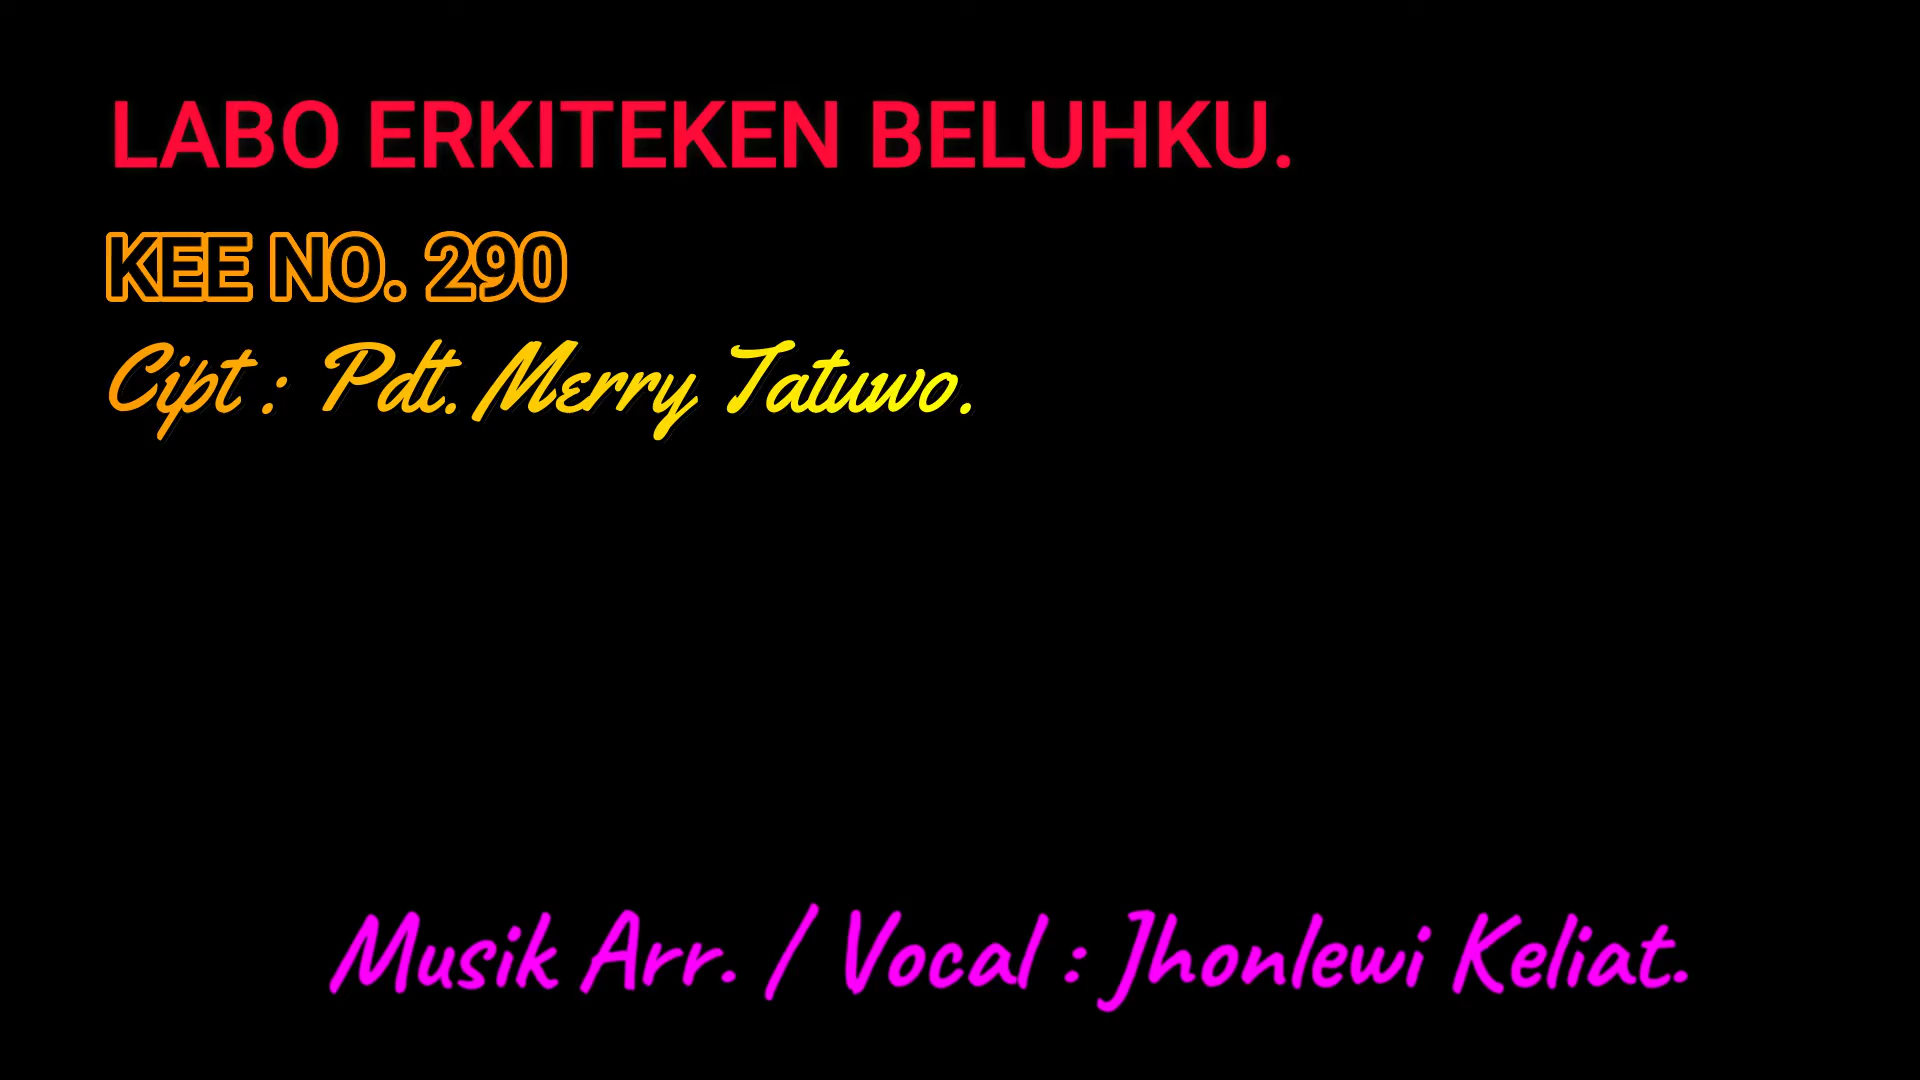 LABO ERKITEKEN BELUHKU.
KEE NO. 290
Cipt : Pdt. Merry Tatuwo.
Musik Arr. / Vocal : Jhonlewi Keliat.